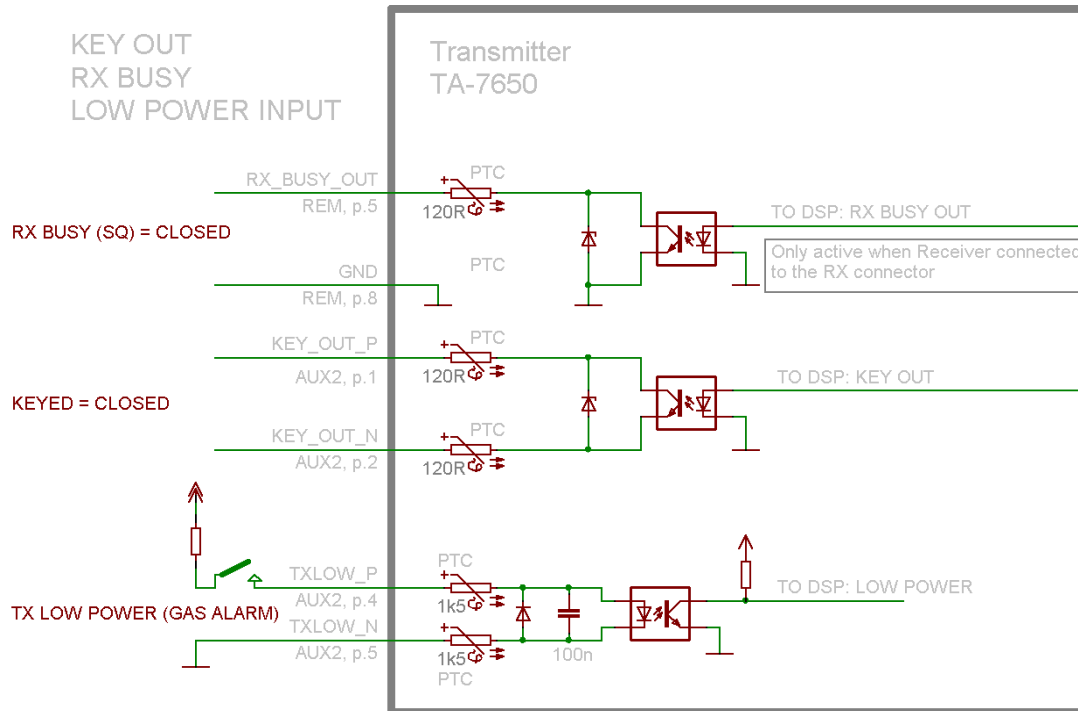 KEY OUT
RX BUSY
LOW POWER INPUT
Transmitter
TA-7650
RX_BUSY_OUT
REM, p.5
PTC
+
120R
RX BUSY (SQ) = CLOSED
TO DSP: RX BUSY OUT
Only active when Receiver connected
to the RX connector
GND
REM, p.8
PTC
KEY_OUT_P
AUX2, p.1
PTC
+
120R
TO DSP: KEY OUT
KEYED = CLOSED
KEY_OUT_N
AUX2, p.2
PTC
+
120R
TXLOW_P
AUX2, p.4
PTC
+
1k5
TO DSP: LOW POWER
TX LOW POWER (GAS ALARM)
TXLOW_N
AUX2, p.5
+
1k5
PTC
100n